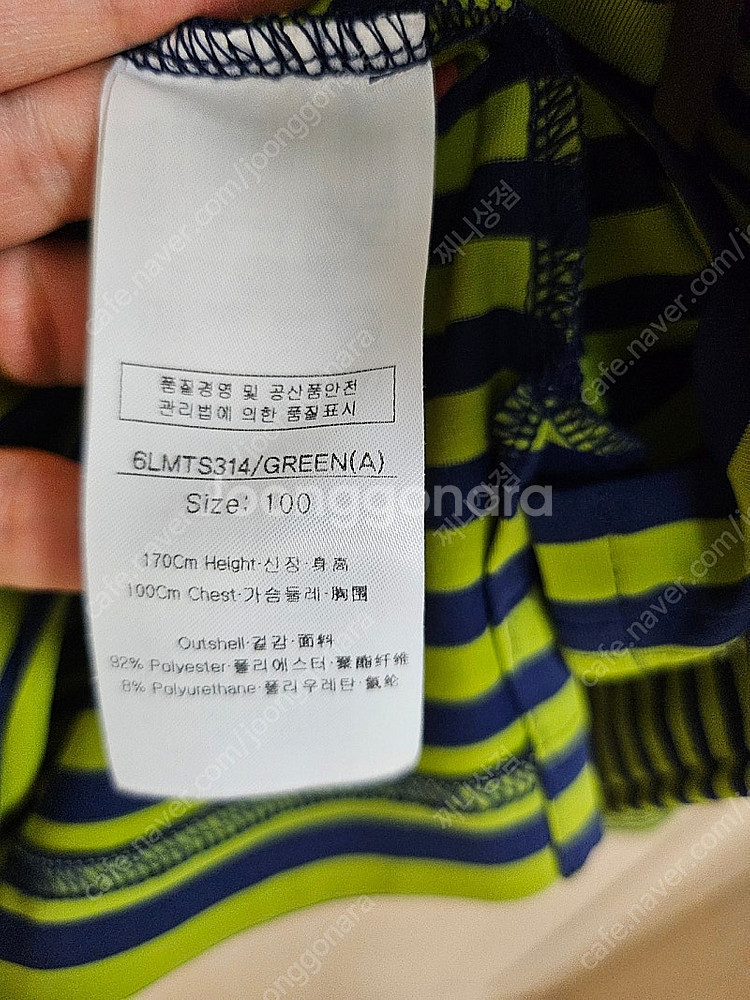 품질경영 및 공산품안전
관리법에 의한 품질표시
6LMTS314/GREEN(A)
Size: 100
170Cm Height·신장·身高
100Cm Chest·가슴둘레·胸围
Outshell·겉감·面料
92% Polyester·폴리에스터·聚酯纤维
8% Polyurethane·폴리우레탄·氨纶
joonggonara
cafe.naver.com/joonggonara
찌니상점